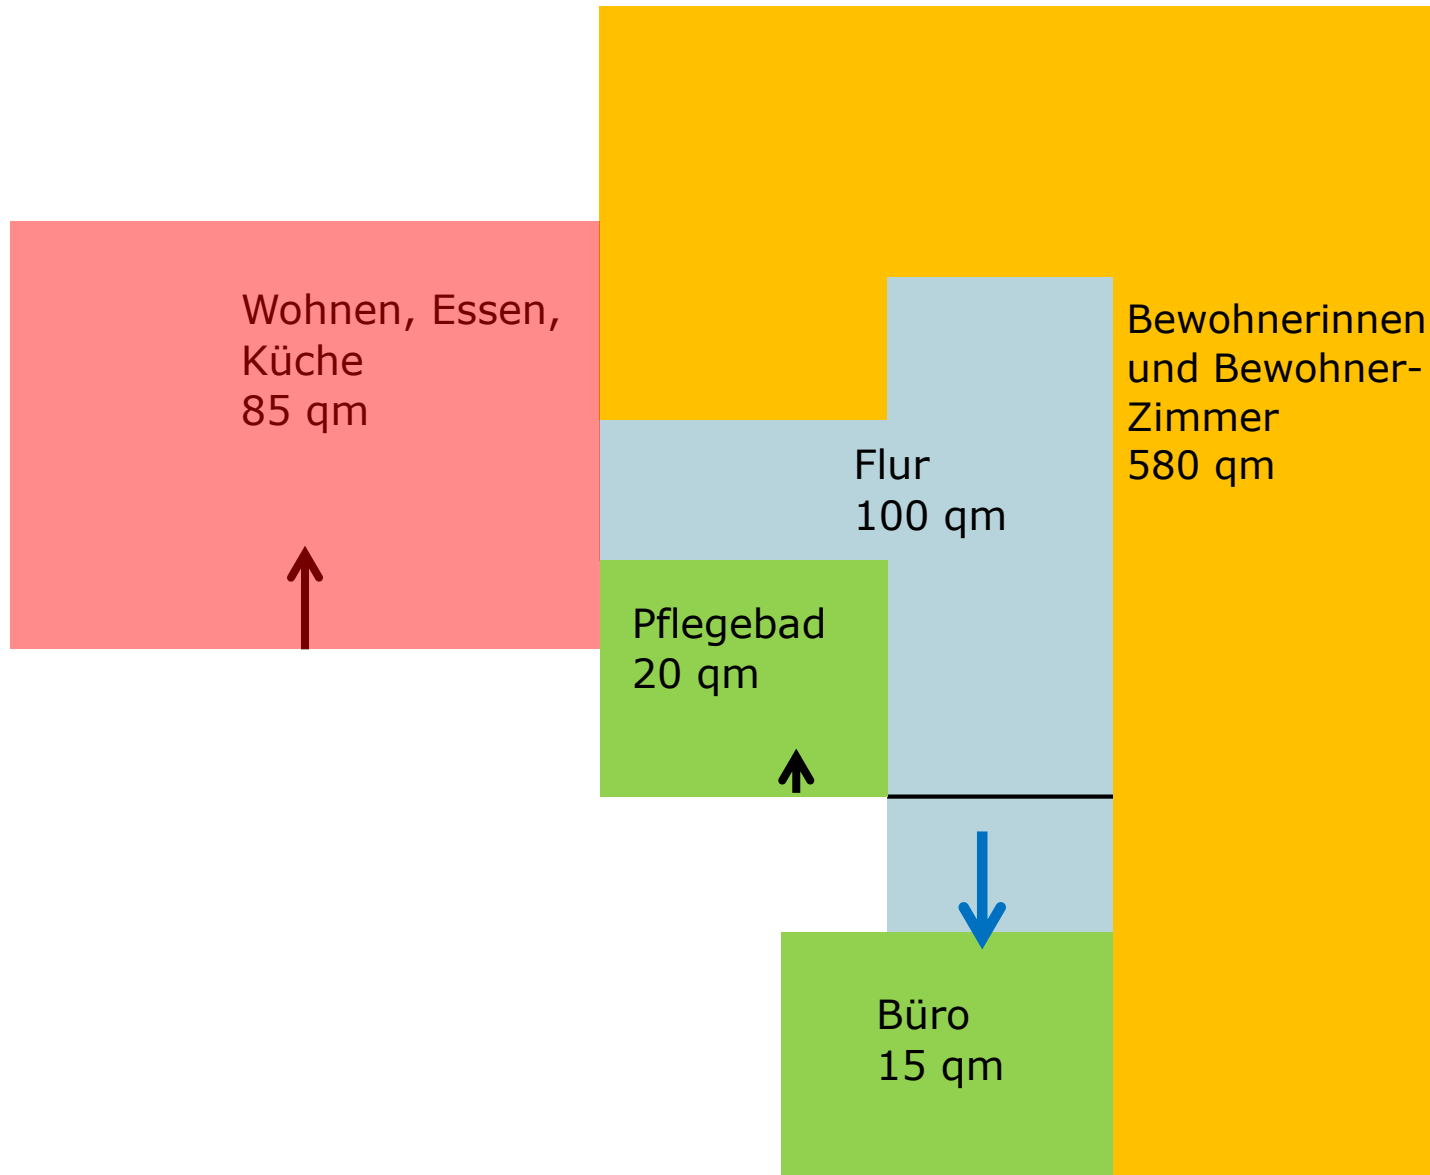 Wohnen, Essen,
Küche
85 qm
Bewohnerinnen
und Bewohner-
Zimmer
580 qm
Flur
100 qm
Pflegebad
20 qm
Büro
15 qm